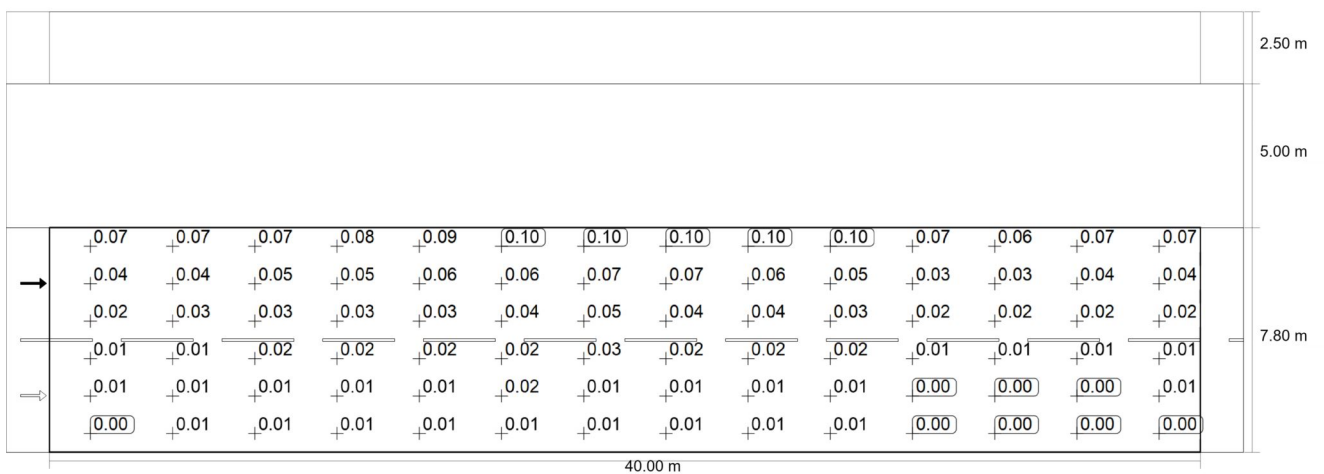 2.50 m
5.00 m
0.07 0.07 0.07 0.08 0.09 0.10 0.10 0.10 0.10 0.10 0.07 0.06 0.07 0.07
0.04 0.04 0.05 0.05 0.06 0.06 0.07 0.07 0.06 0.05 0.03 0.03 0.04 0.04
0.02 0.03 0.03 0.03 0.03 0.04 0.05 0.04 0.04 0.03 0.02 0.02 0.02 0.02
7.80 m
0.01 0.01 0.02 0.02 0.02 0.02 0.03 0.02 0.02 0.02 0.01 0.01 0.01 0.01
0.01 0.01 0.01 0.01 0.01 0.02 0.01 0.01 0.01 0.01 0.00 0.00 0.00 0.01
0.00 0.01 0.01 0.01 0.01 0.01 0.01 0.01 0.01 0.01 0.00 0.00 0.00 0.00
40.00 m